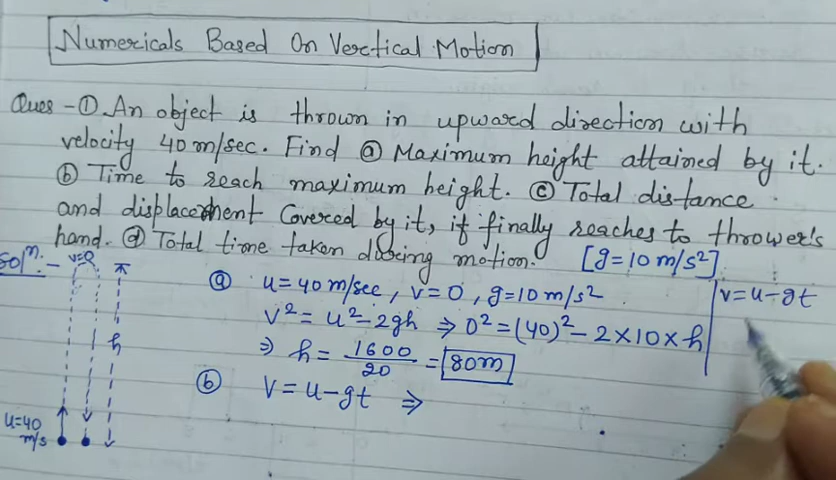 Numericals Based On Vertical Motion
Ques - ① An object is thrown in upward direction with
velocity 40 m/sec. Find ⓐ Maximum height attained by it.
ⓑ Time to reach maximum height. ⓒ Total distance
and displacement Covered by it, if finally reaches to thrower's
hand. ⓓ Total time taken during motion. [g=10 m/s²]
Solⁿ:-
v=0
h
u=40
m/s
ⓐ u=40 m/sec, v=0, g=10 m/s²
v² = u² - 2gh ⇒ 0² = (40)² - 2×10×h
⇒ h = 1600/20 = 80m
ⓑ v = u - gt ⇒
v = u - gt